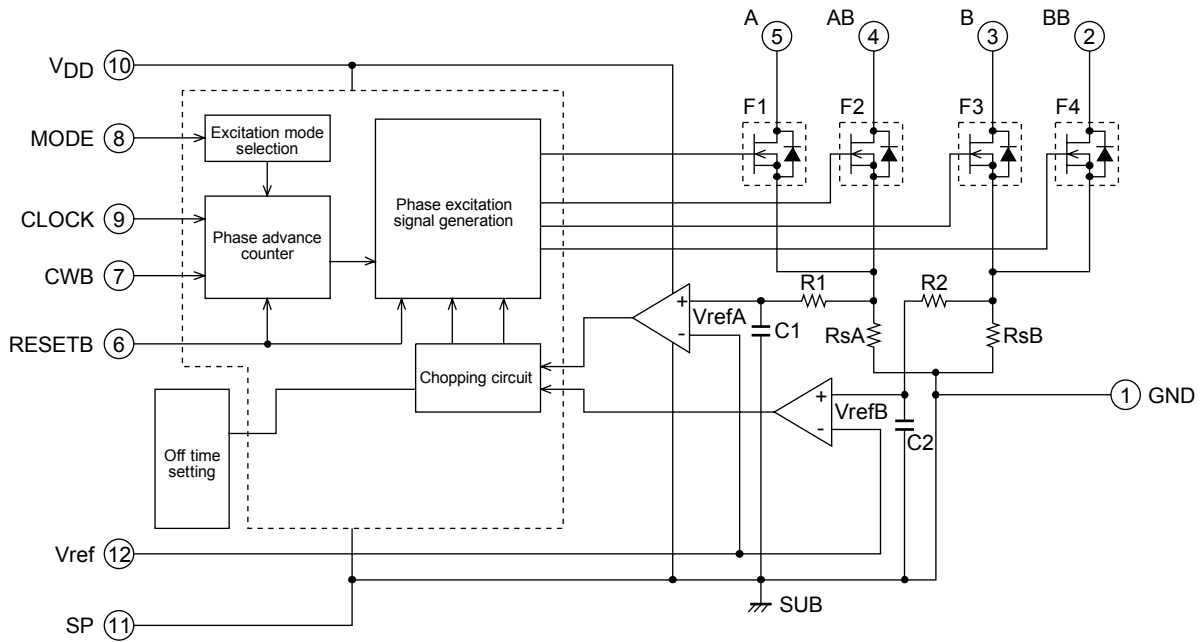 A
AB
B
BB
5
4
3
2
VDD 10
F1
F2
F3
F4
MODE 8
Excitation mode
selection
CLOCK 9
Phase advance
counter
Phase excitation
signal generation
CWB 7
R1
R2
+
-
VrefA
C1
RsA
RsB
RESETB 6
Chopping circuit
+
-
VrefB
C2
1 GND
Off time
setting
Vref 12
SUB
SP 11